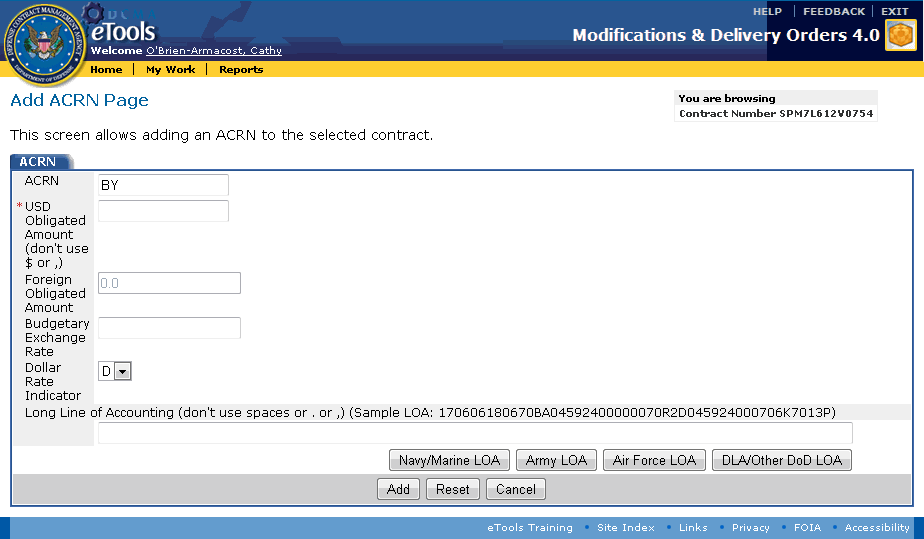 HELP | FEEDBACK | EXIT
eTools
Modifications & Delivery Orders 4.0
Welcome O'Brien-Armacost, Cathy
DEFENSE CONTRACT MANAGEMENT AGENCY
DEPARTMENT OF DEFENSE
Home | My Work | Reports
Add ACRN Page
You are browsing
Contract Number SPM7L612V0754
This screen allows adding an ACRN to the selected contract.
ACRN
ACRN BY
*USD
Obligated
Amount
(don't use
$ or ,)
Foreign
Obligated
Amount
0.0
Budgetary
Exchange
Rate
Dollar
Rate
Indicator
D
Long Line of Accounting (don't use spaces or . or ,) (Sample LOA: 170606180670BA04592400000070R2D045924000706K7013P)
Navy/Marine LOA Army LOA Air Force LOA DLA/Other DoD LOA
Add Reset Cancel
eTools Training • Site Index • Links • Privacy • FOIA • Accessibility